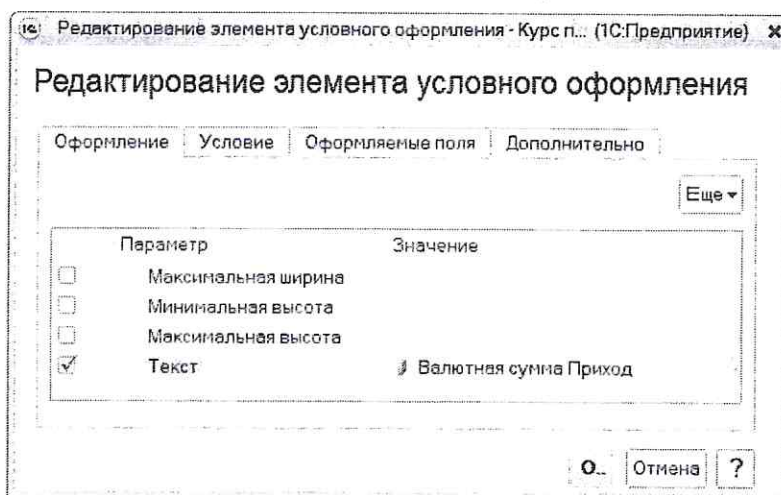 1С Редактирование элемента условного оформления - Курс п... (1С:Предприятие) ×
Редактирование элемента условного оформления
Оформление Условие Оформляемые поля Дополнительно
Еще
Параметр Значение
Максимальная ширина
Минимальная высота
Максимальная высота
Текст Валютная сумма Приход
О.. Отмена ?